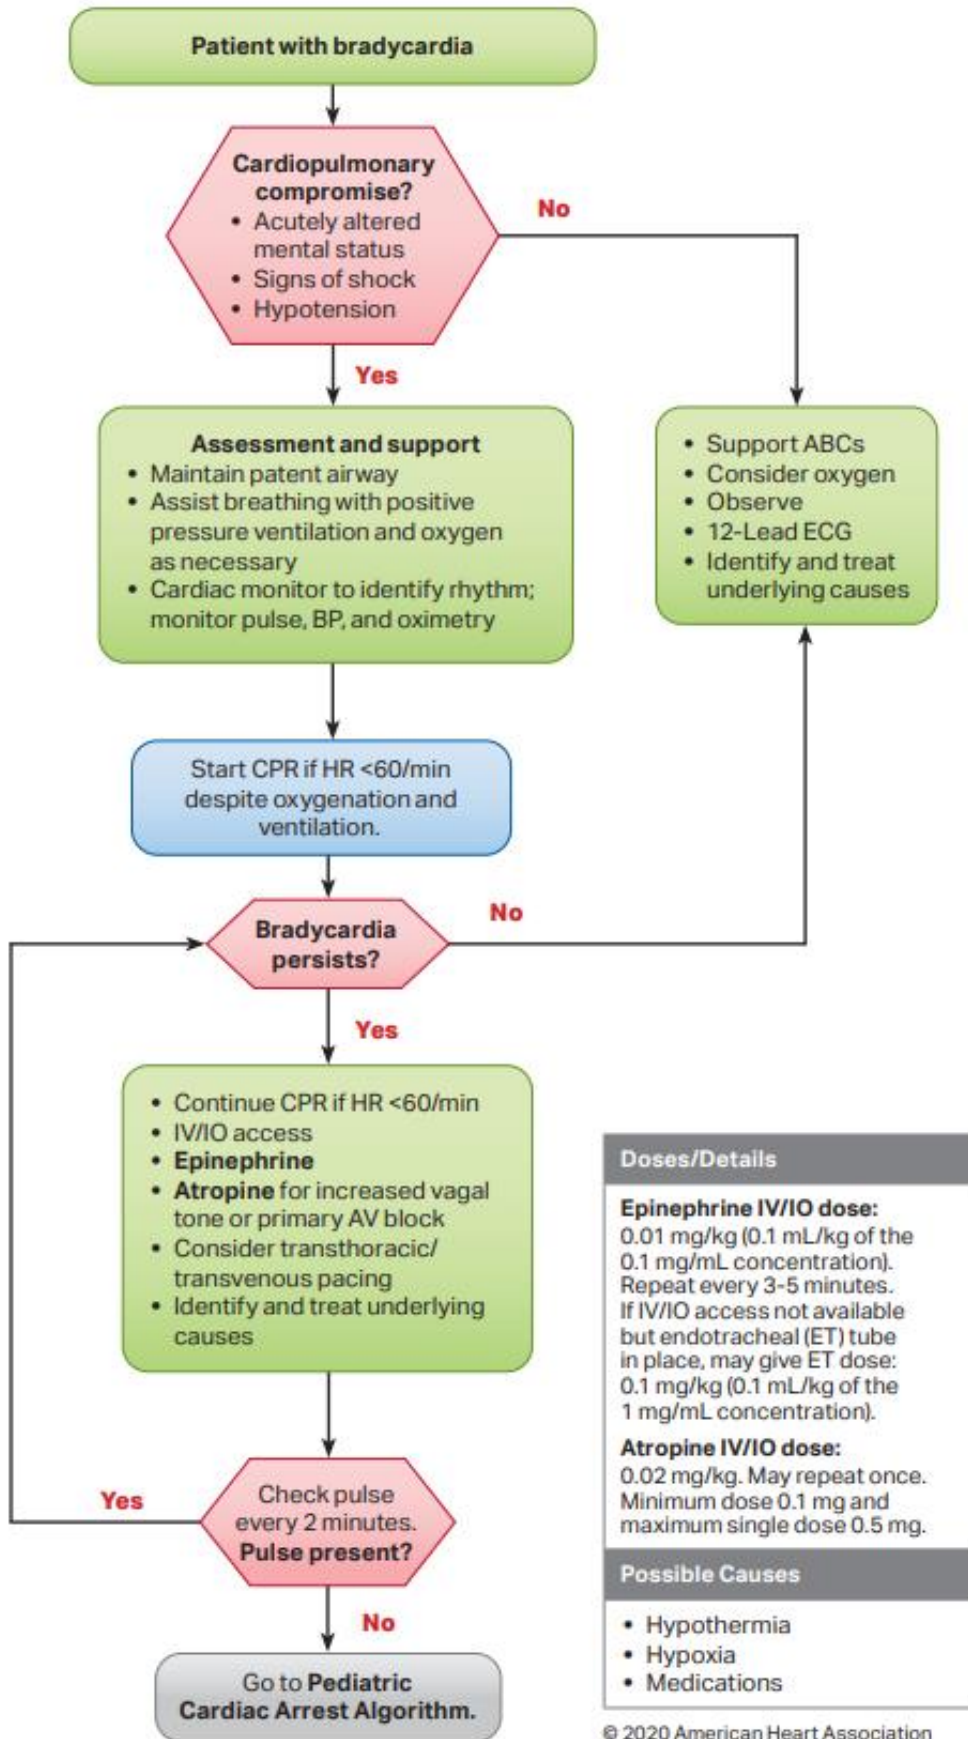 Patient with bradycardia
Cardiopulmonary
compromise?
• Acutely altered
mental status
• Signs of shock
• Hypotension
No
Yes
Assessment and support
• Maintain patent airway
• Assist breathing with positive
pressure ventilation and oxygen
as necessary
• Cardiac monitor to identify rhythm;
monitor pulse, BP, and oximetry
• Support ABCs
• Consider oxygen
• Observe
• 12-Lead ECG
• Identify and treat
underlying causes
Start CPR if HR <60/min
despite oxygenation and
ventilation.
Bradycardia
persists?
No
Yes
• Continue CPR if HR <60/min
• IV/IO access
• Epinephrine
• Atropine for increased vagal
tone or primary AV block
• Consider transthoracic/
transvenous pacing
• Identify and treat underlying
causes
Check pulse
every 2 minutes.
Pulse present?
Yes
No
Go to Pediatric
Cardiac Arrest Algorithm.
Doses/Details
Epinephrine IV/IO dose:
0.01 mg/kg (0.1 mL/kg of the
0.1 mg/mL concentration).
Repeat every 3-5 minutes.
If IV/IO access not available
but endotracheal (ET) tube
in place, may give ET dose:
0.1 mg/kg (0.1 mL/kg of the
1 mg/mL concentration).
Atropine IV/IO dose:
0.02 mg/kg. May repeat once.
Minimum dose 0.1 mg and
maximum single dose 0.5 mg.
Possible Causes
• Hypothermia
• Hypoxia
• Medications
© 2020 American Heart Association